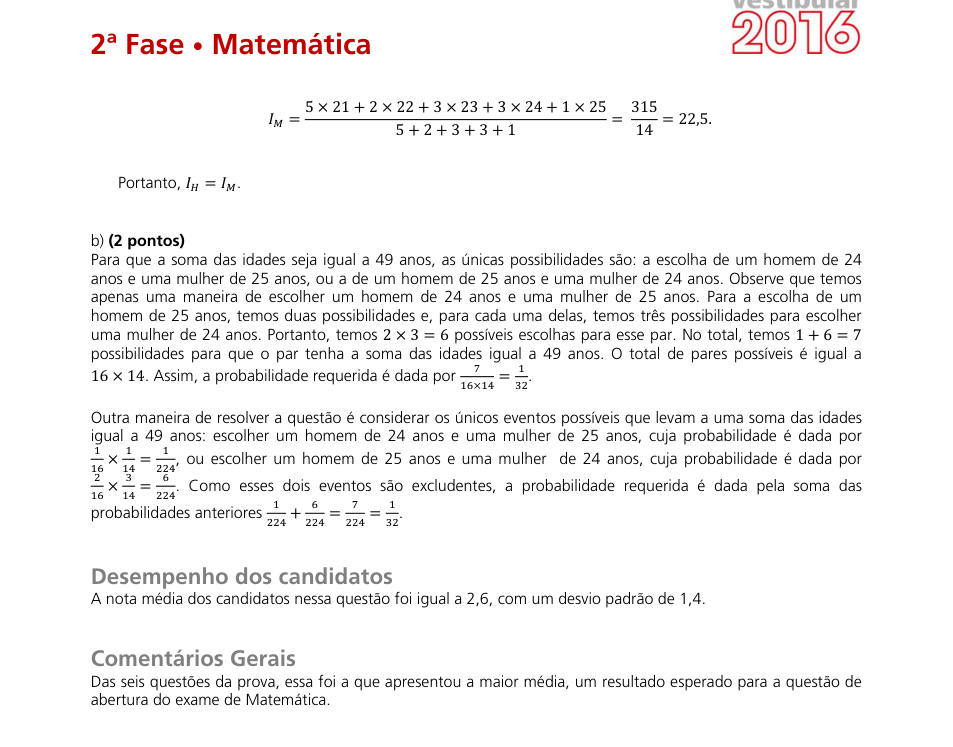 vestibular
2016
2ª Fase • Matemática
I_M = (5 × 21 + 2 × 22 + 3 × 23 + 3 × 24 + 1 × 25)/(5 + 2 + 3 + 3 + 1) = 315/14 = 22,5.
Portanto, I_H = I_M.
b) (2 pontos)
Para que a soma das idades seja igual a 49 anos, as únicas possibilidades são: a escolha de um homem de 24
anos e uma mulher de 25 anos, ou a de um homem de 25 anos e uma mulher de 24 anos. Observe que temos
apenas uma maneira de escolher um homem de 24 anos e uma mulher de 25 anos. Para a escolha de um
homem de 25 anos, temos duas possibilidades e, para cada uma delas, temos três possibilidades para escolher
uma mulher de 24 anos. Portanto, temos 2 × 3 = 6 possíveis escolhas para esse par. No total, temos 1 + 6 = 7
possibilidades para que o par tenha a soma das idades igual a 49 anos. O total de pares possíveis é igual a
16 × 14. Assim, a probabilidade requerida é dada por 7/(16×14) = 1/32.
Outra maneira de resolver a questão é considerar os únicos eventos possíveis que levam a uma soma das idades
igual a 49 anos: escolher um homem de 24 anos e uma mulher de 25 anos, cuja probabilidade é dada por
1/16 × 1/14 = 1/224, ou escolher um homem de 25 anos e uma mulher de 24 anos, cuja probabilidade é dada por
2/16 × 3/14 = 6/224. Como esses dois eventos são excludentes, a probabilidade requerida é dada pela soma das
probabilidades anteriores 1/224 + 6/224 = 7/224 = 1/32.
Desempenho dos candidatos
A nota média dos candidatos nessa questão foi igual a 2,6, com um desvio padrão de 1,4.
Comentários Gerais
Das seis questões da prova, essa foi a que apresentou a maior média, um resultado esperado para a questão de
abertura do exame de Matemática.